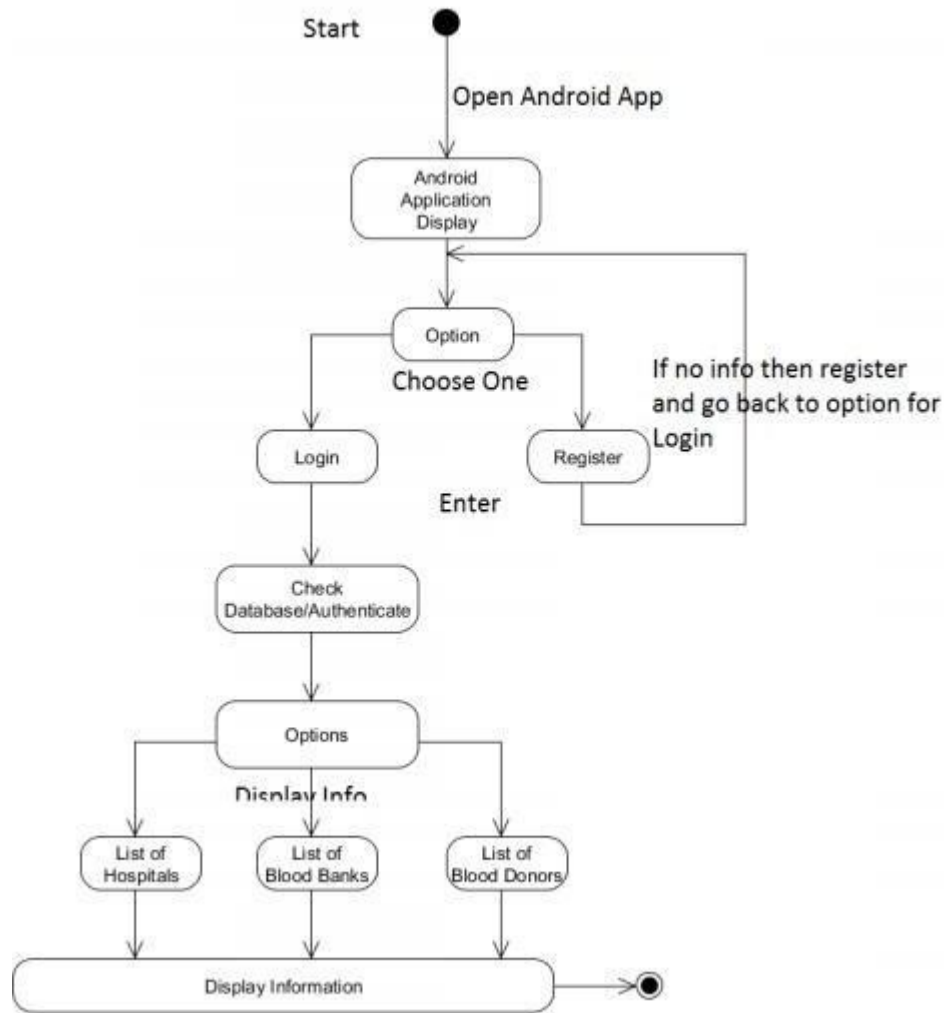 Start
Open Android App
Android
Application
Display
Option
Choose One
If no info then register
and go back to option for
Login
Login
Register
Enter
Check
Database/Authenticate
Options
Display Info
List of
Hospitals
List of
Blood Banks
List of
Blood Donors
Display Information